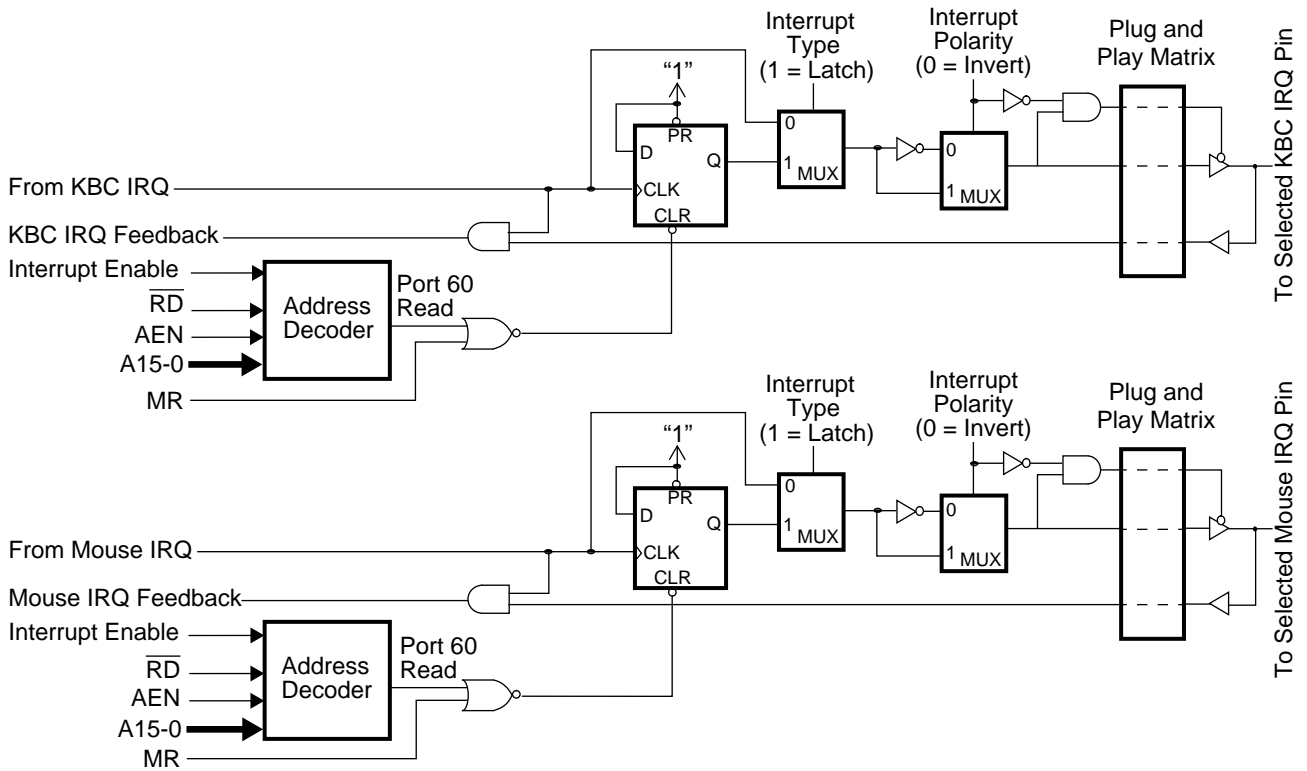 Interrupt
Type
(1 = Latch)
Interrupt
Polarity
(0 = Invert)
Plug and
Play Matrix
“1”
PR
D
Q
CLK
CLR
0
1
MUX
0
1
MUX
From KBC IRQ
KBC IRQ Feedback
Interrupt Enable
RD
AEN
A15-0
MR
Address
Decoder
Port 60
Read
To Selected KBC IRQ Pin
Interrupt
Type
(1 = Latch)
Interrupt
Polarity
(0 = Invert)
Plug and
Play Matrix
“1”
PR
D
Q
CLK
CLR
0
1
MUX
0
1
MUX
From Mouse IRQ
Mouse IRQ Feedback
Interrupt Enable
RD
AEN
A15-0
MR
Address
Decoder
Port 60
Read
To Selected Mouse IRQ Pin